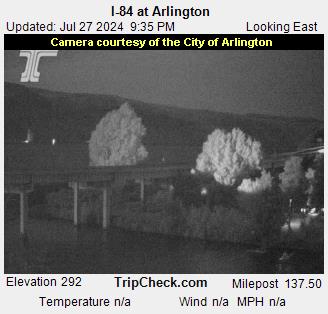 I-84 at Arlington
Updated: Jul 27 2024 9:35 PM Looking East
Camera courtesy of the City of Arlington
Elevation 292 TripCheck.com Milepost 137.50
Temperature n/a Wind n/a MPH n/a